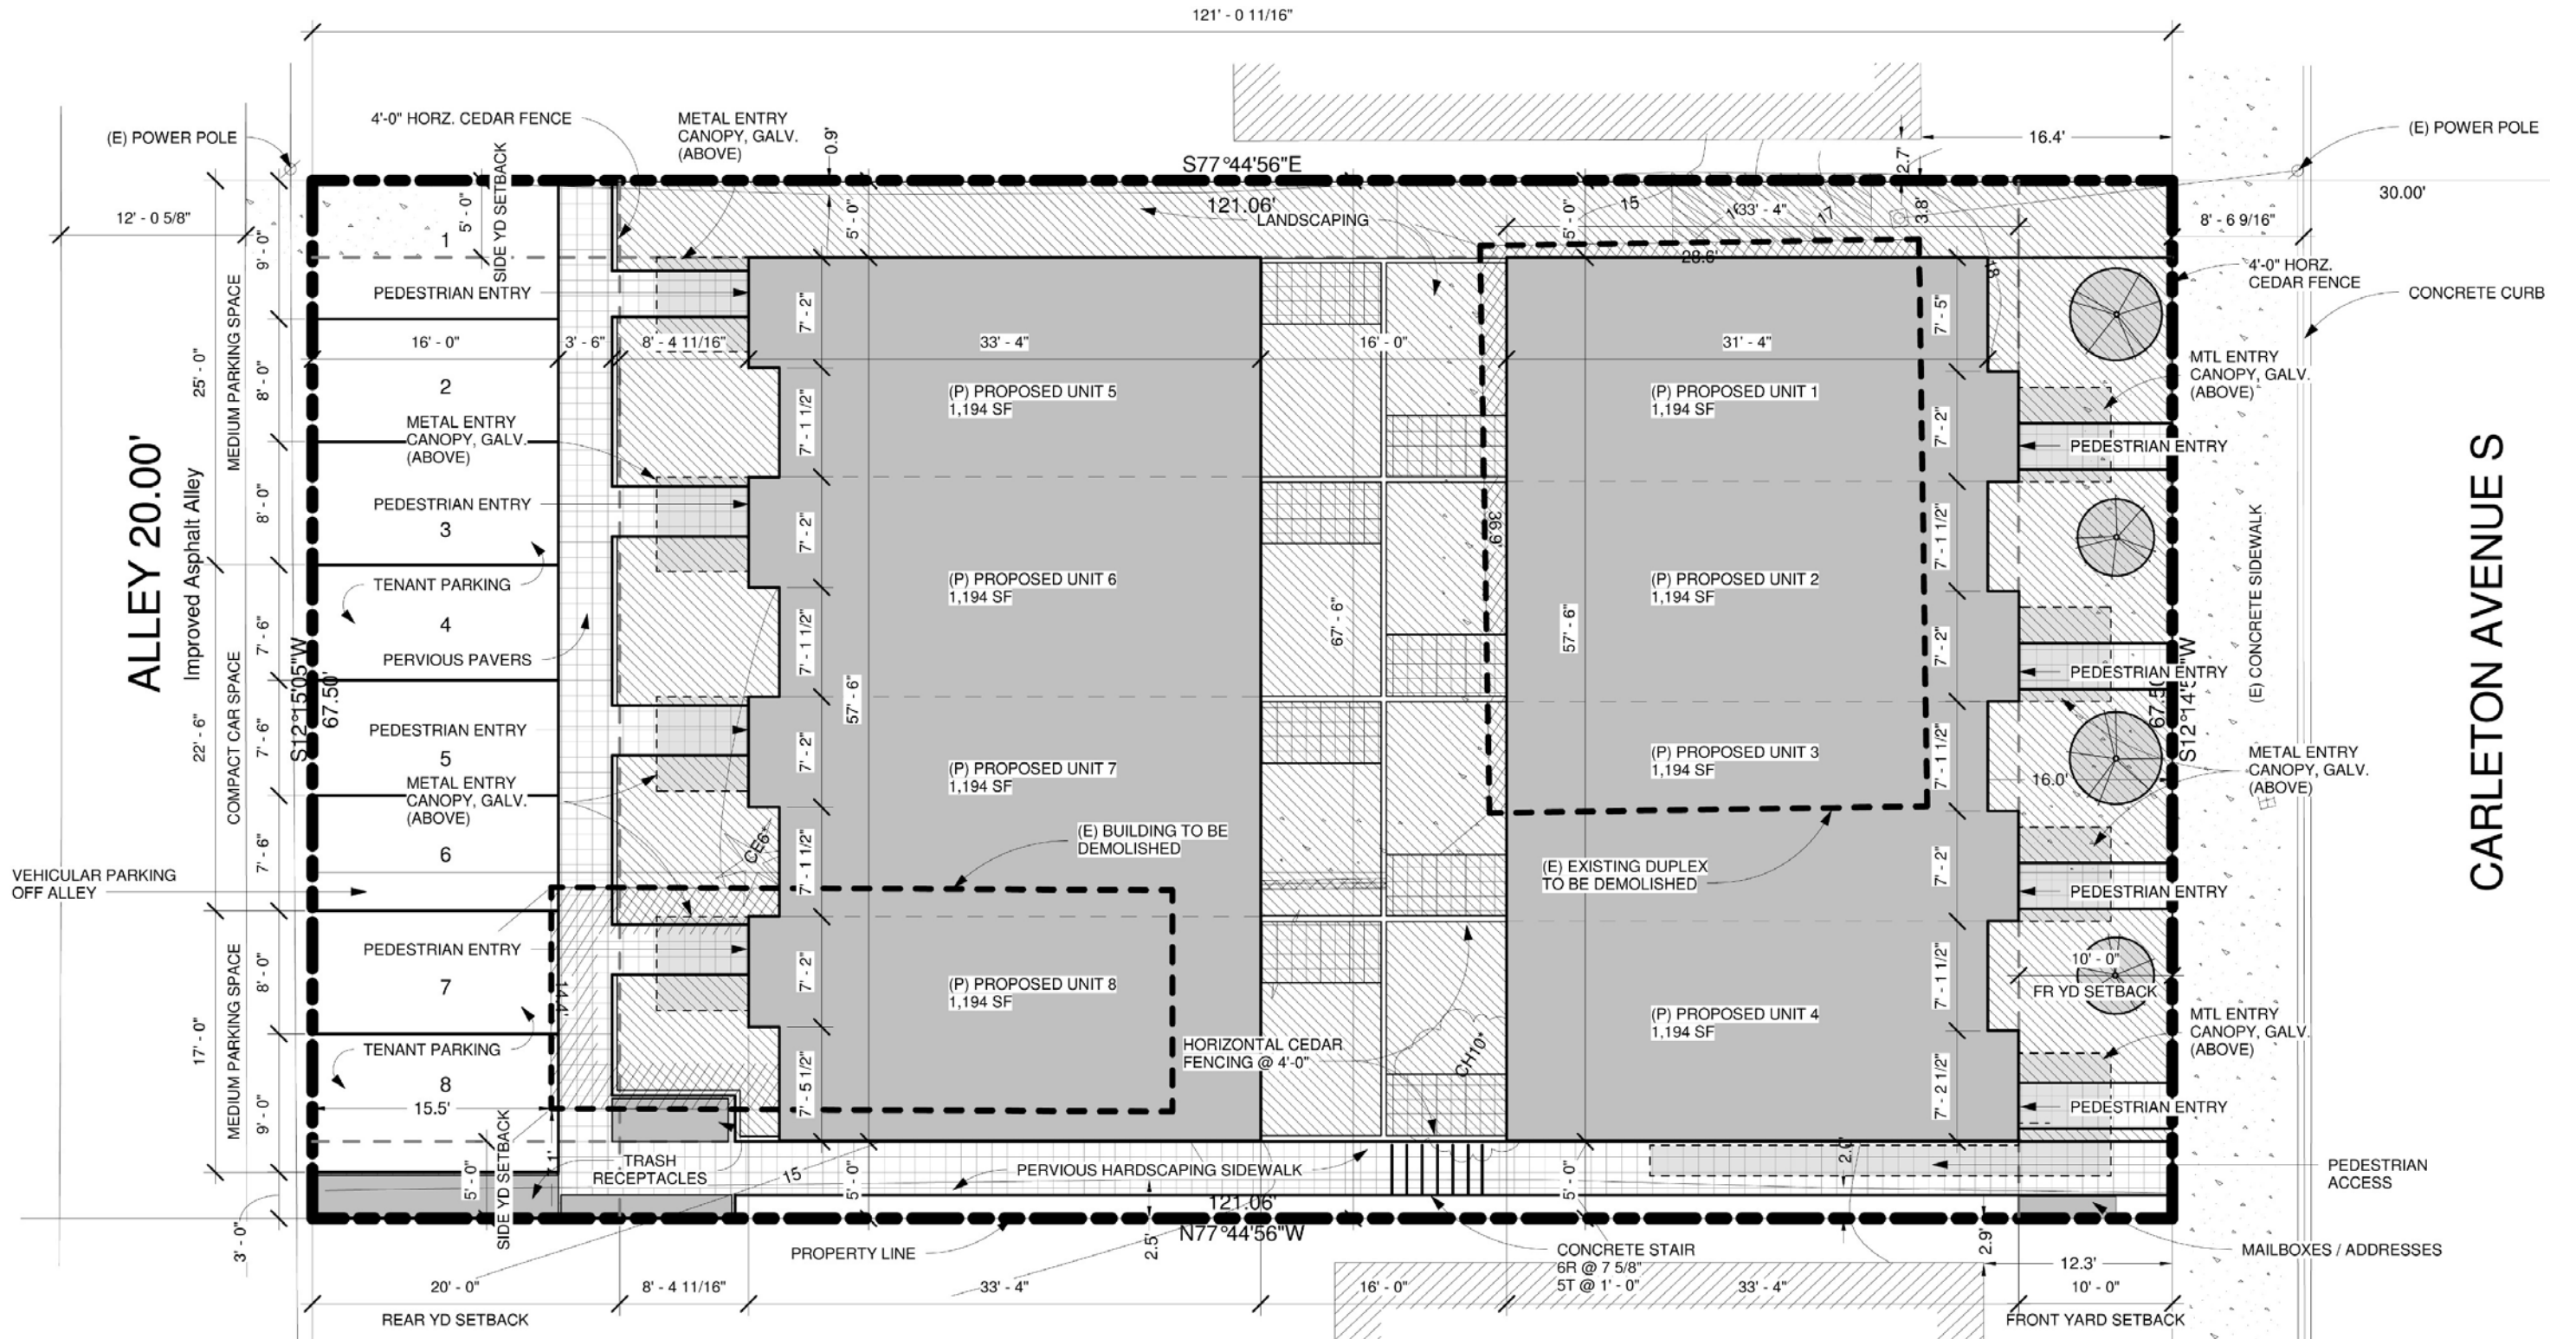 121' - 0 11/16"
(E) POWER POLE
4'-0" HORZ. CEDAR FENCE
METAL ENTRY
CANOPY, GALV.
(ABOVE)
0.9'
S77°44'56"E
121.06'
LANDSCAPING
2.7'
16.4'
(E) POWER POLE
30.00'
12' - 0 5/8"
5' - 0"
SIDE YD SETBACK
5' - 0"
5' - 0"
15
33' - 4"
17
3.8'
8' - 6 9/16"
28.6'
18
4'-0" HORZ.
CEDAR FENCE
CONCRETE CURB
9' - 0"
1
PEDESTRIAN ENTRY
7' - 2"
7' - 5"
MEDIUM PARKING SPACE
25' - 0"
16' - 0"
3' - 6"
8' - 4 11/16"
33' - 4"
16' - 0"
31' - 4"
MTL ENTRY
CANOPY, GALV.
(ABOVE)
8' - 0"
2
(P) PROPOSED UNIT 5
1,194 SF
(P) PROPOSED UNIT 1
1,194 SF
7' - 1 1/2"
7' - 2"
METAL ENTRY
CANOPY, GALV.
(ABOVE)
PEDESTRIAN ENTRY
ALLEY 20.00'
Improved Asphalt Alley
8' - 0"
PEDESTRIAN ENTRY
3
7' - 2"
36.9'
7' - 1 1/2"
(E) CONCRETE SIDEWALK
CARLETON AVENUE S
TENANT PARKING
(P) PROPOSED UNIT 6
1,194 SF
(P) PROPOSED UNIT 2
1,194 SF
7' - 6"
4
7' - 1 1/2"
67' - 6"
57' - 6"
7' - 2"
PERVIOUS PAVERS
PEDESTRIAN ENTRY
S12°15'05"W
67.50'
COMPACT CAR SPACE
22' - 6"
57' - 6"
7' - 6"
PEDESTRIAN ENTRY
5
7' - 2"
(P) PROPOSED UNIT 7
1,194 SF
(P) PROPOSED UNIT 3
1,194 SF
7' - 1 1/2"
16.0'
METAL ENTRY
CANOPY, GALV.
(ABOVE)
METAL ENTRY
CANOPY, GALV.
(ABOVE)
7' - 6"
6
CE6"
7' - 1 1/2"
(E) BUILDING TO BE
DEMOLISHED
(E) EXISTING DUPLEX
TO BE DEMOLISHED
7' - 2"
PEDESTRIAN ENTRY
VEHICULAR PARKING
OFF ALLEY
MEDIUM PARKING SPACE
17' - 0"
8' - 0"
PEDESTRIAN ENTRY
7
14.4'
7' - 2"
(P) PROPOSED UNIT 8
1,194 SF
(P) PROPOSED UNIT 4
1,194 SF
7' - 1 1/2"
10' - 0"
FR YD SETBACK
MTL ENTRY
CANOPY, GALV.
(ABOVE)
TENANT PARKING
HORIZONTAL CEDAR
FENCING @ 4'-0"
CH10"
9' - 0"
8
15.5'
7' - 5 1/2"
7' - 2 1/2"
PEDESTRIAN ENTRY
5' - 0"
SIDE YD SETBACK
TRASH
RECEPTACLES
15
5' - 0"
PERVIOUS HARDSCAPING SIDEWALK
5' - 0"
2.0'
PEDESTRIAN
ACCESS
3' - 0"
121.06'
N77°44'56"W
PROPERTY LINE
2.5'
CONCRETE STAIR
6R @ 7 5/8"
5T @ 1' - 0"
2.9'
12.3'
MAILBOXES / ADDRESSES
20' - 0"
8' - 4 11/16"
33' - 4"
16' - 0"
33' - 4"
10' - 0"
REAR YD SETBACK
FRONT YARD SETBACK